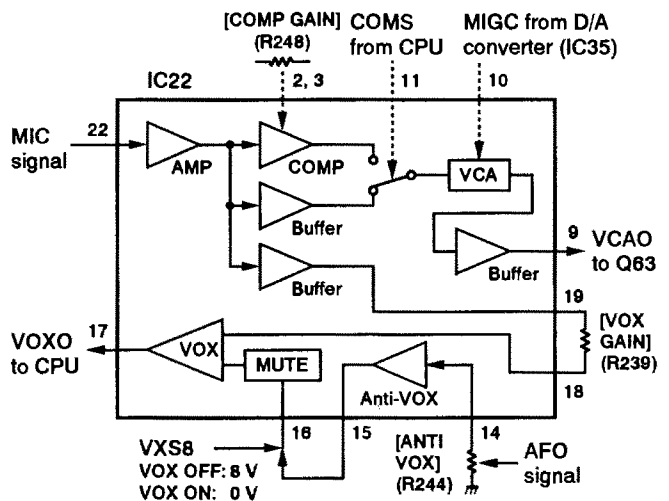 [COMP GAIN]
(R248)
COMS
from CPU
MIGC from D/A
converter (IC35)
IC22
2, 3
11
10
MIC
signal
22
AMP
COMP
VCA
Buffer
9
VCAO
to Q63
Buffer
Buffer
19
[VOX
GAIN]
(R239)
18
VOXO
to CPU
17
VOX
MUTE
Anti-VOX
16
15
14
VXS8
VOX OFF: 8 V
VOX ON: 0 V
[ANTI
VOX]
(R244)
AFO
signal